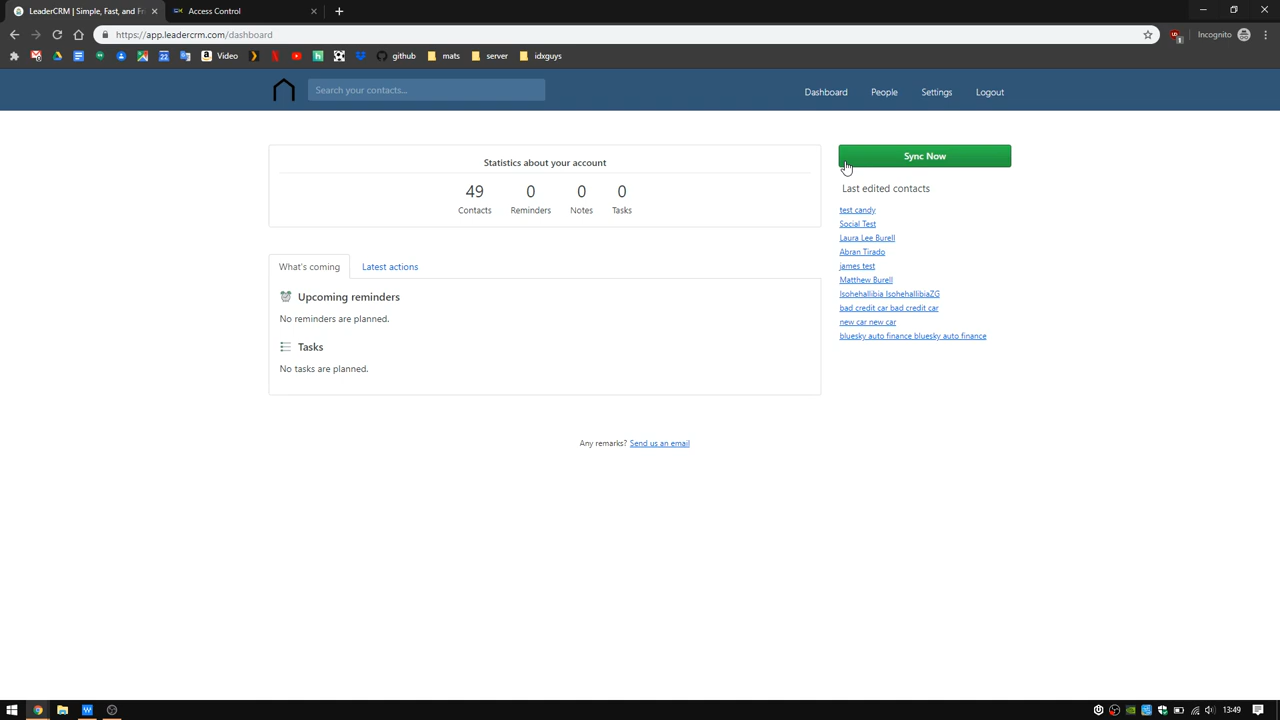 LeaderCRM | Simple, Fast, and Fr
Access Control
https://app.leadercrm.com/dashboard
Incognito
Video
github
mats
server
idxguys
Search your contacts...
Dashboard
People
Settings
Logout
Statistics about your account
49
0
0
0
Contacts
Reminders
Notes
Tasks
Sync Now
Last edited contacts
test candy
Social Test
Laura Lee Burell
Abran Tirado
james test
Matthew Burell
Isohehallibia IsohehallibiaZG
bad credit car bad credit car
new car new car
bluesky auto finance bluesky auto finance
What's coming
Latest actions
Upcoming reminders
No reminders are planned.
Tasks
No tasks are planned.
Any remarks? Send us an email
13:49